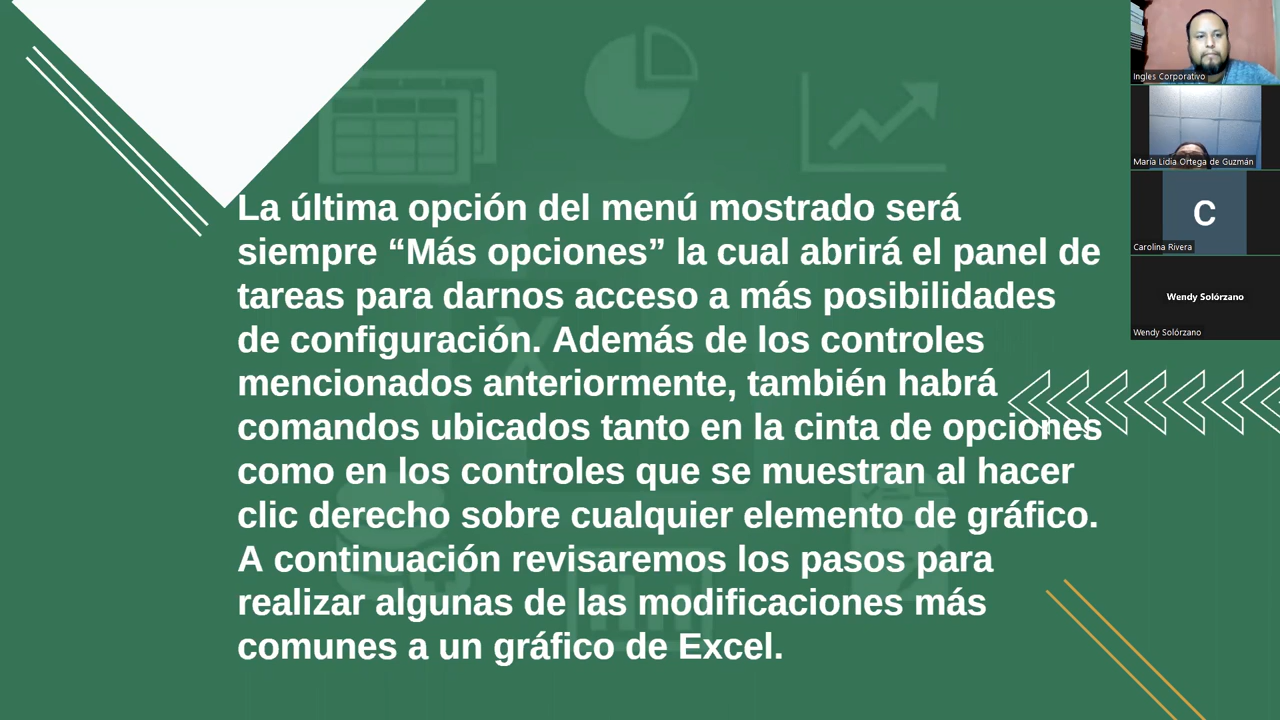 La última opción del menú mostrado será
siempre “Más opciones” la cual abrirá el panel de
tareas para darnos acceso a más posibilidades
de configuración. Además de los controles
mencionados anteriormente, también habrá
comandos ubicados tanto en la cinta de opciones
como en los controles que se muestran al hacer
clic derecho sobre cualquier elemento de gráfico.
A continuación revisaremos los pasos para
realizar algunas de las modificaciones más
comunes a un gráfico de Excel.
Ingles Corporativo
María Lidia Ortega de Guzmán
C
Carolina Rivera
Wendy Solórzano
Wendy Solórzano